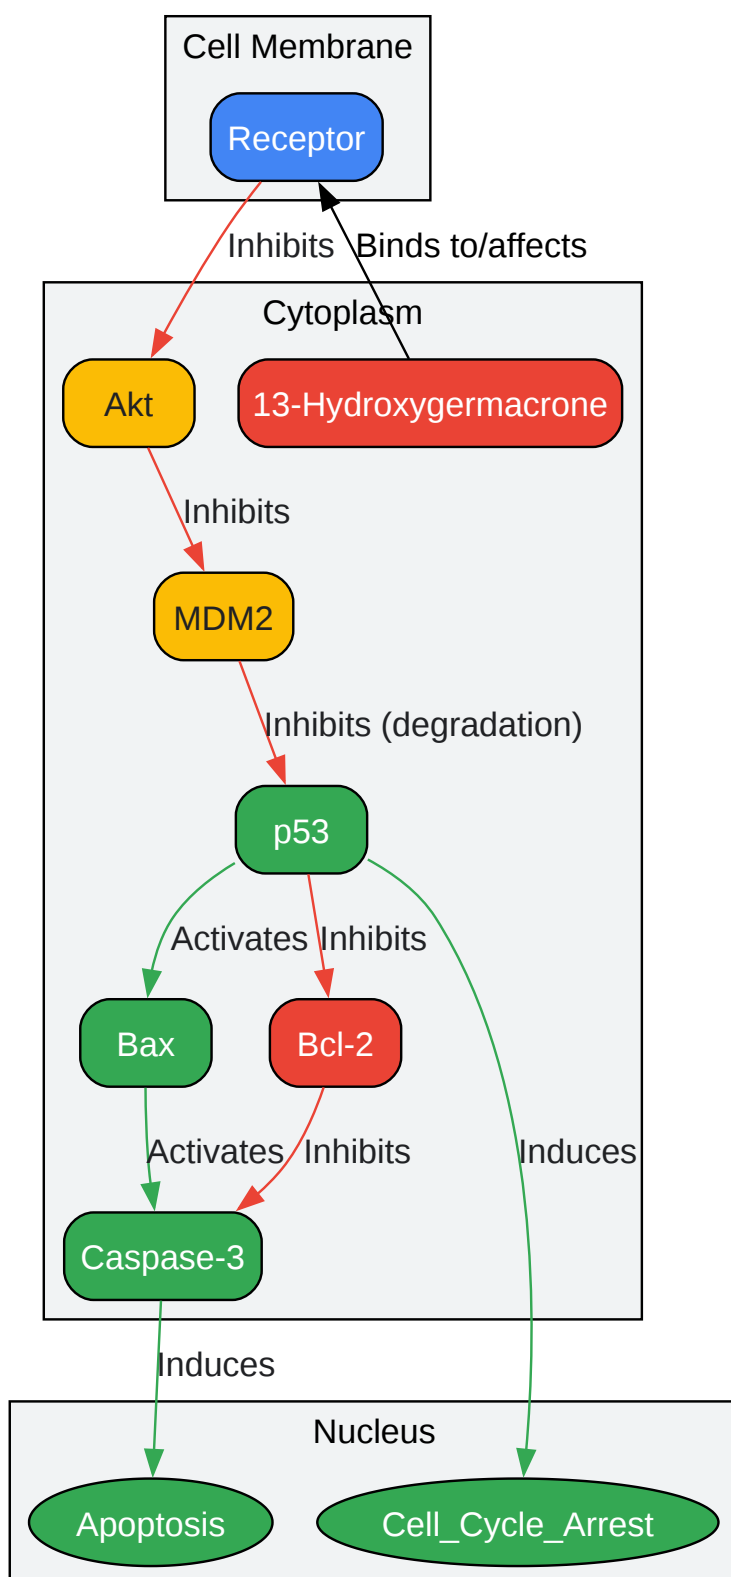 Cell Membrane
Receptor
Inhibits
Binds to/affects
Cytoplasm
Akt
13-Hydroxygermacrone
Inhibits
MDM2
Inhibits (degradation)
p53
Activates
Inhibits
Bax
Bcl-2
Activates
Inhibits
Induces
Caspase-3
Induces
Nucleus
Apoptosis
Cell_Cycle_Arrest